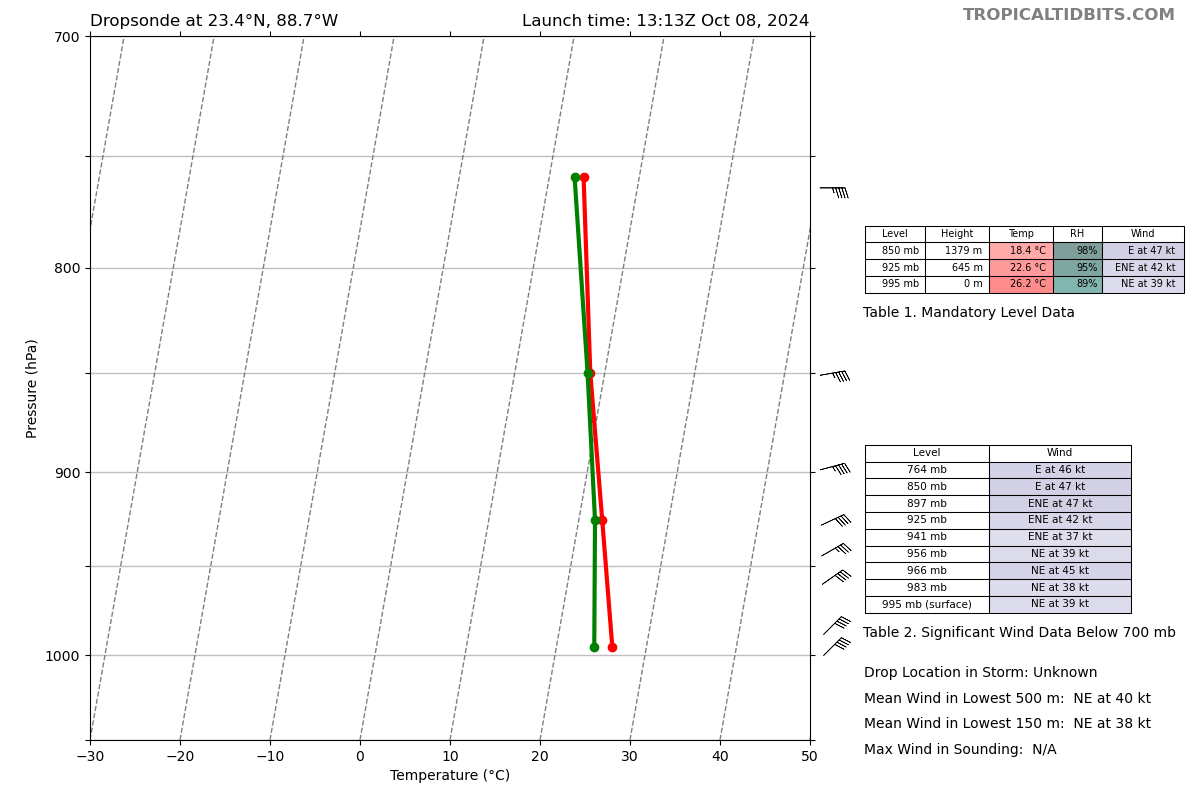 Dropsonde at 23.4°N, 88.7°W
Launch time: 13:13Z Oct 08, 2024
TROPICALTIDBITS.COM
700
800
900
1000
Pressure (hPa)
−30 −20 −10 0 10 20 30 40 50
Temperature (°C)
Level Height Temp RH Wind
850 mb 1379 m 18.4 °C 98% E at 47 kt
925 mb 645 m 22.6 °C 95% ENE at 42 kt
995 mb 0 m 26.2 °C 89% NE at 39 kt
Table 1. Mandatory Level Data
Level Wind
764 mb E at 46 kt
850 mb E at 47 kt
897 mb ENE at 47 kt
925 mb ENE at 42 kt
941 mb ENE at 37 kt
956 mb NE at 39 kt
966 mb NE at 45 kt
983 mb NE at 38 kt
995 mb (surface) NE at 39 kt
Table 2. Significant Wind Data Below 700 mb
Drop Location in Storm: Unknown
Mean Wind in Lowest 500 m: NE at 40 kt
Mean Wind in Lowest 150 m: NE at 38 kt
Max Wind in Sounding: N/A